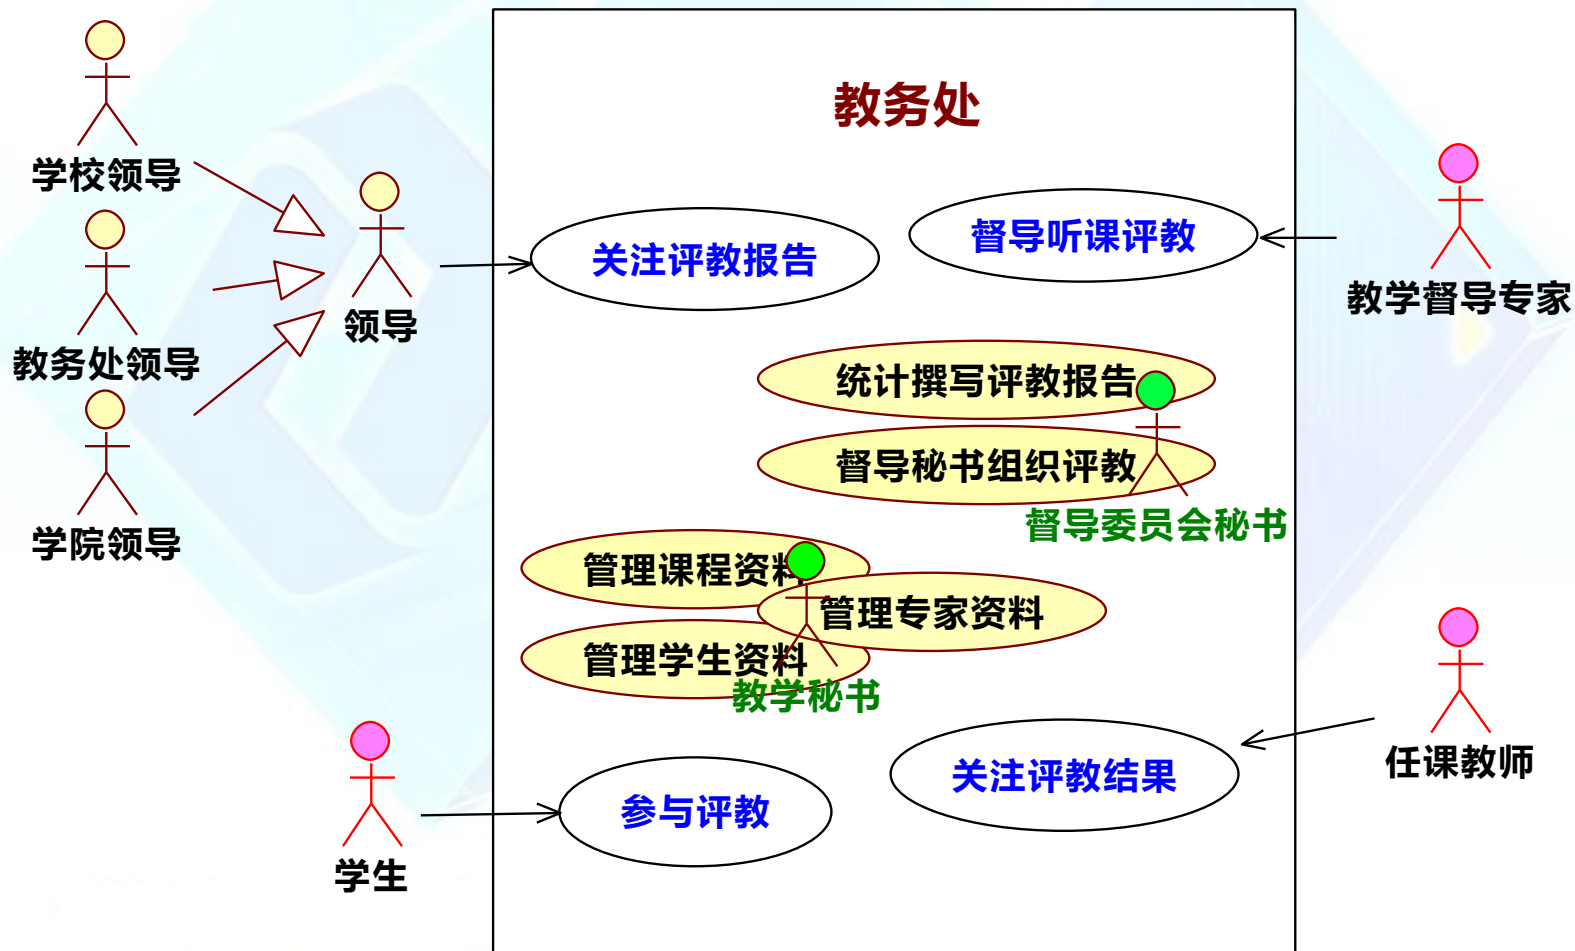 教务处
学校领导
教务处领导
学院领导
领导
关注评教报告
督导听课评教
教学督导专家
统计撰写评教报告
督导秘书组织评教
督导委员会秘书
管理课程资料
管理专家资料
管理学生资料
教学秘书
关注评教结果
任课教师
参与评教
学生